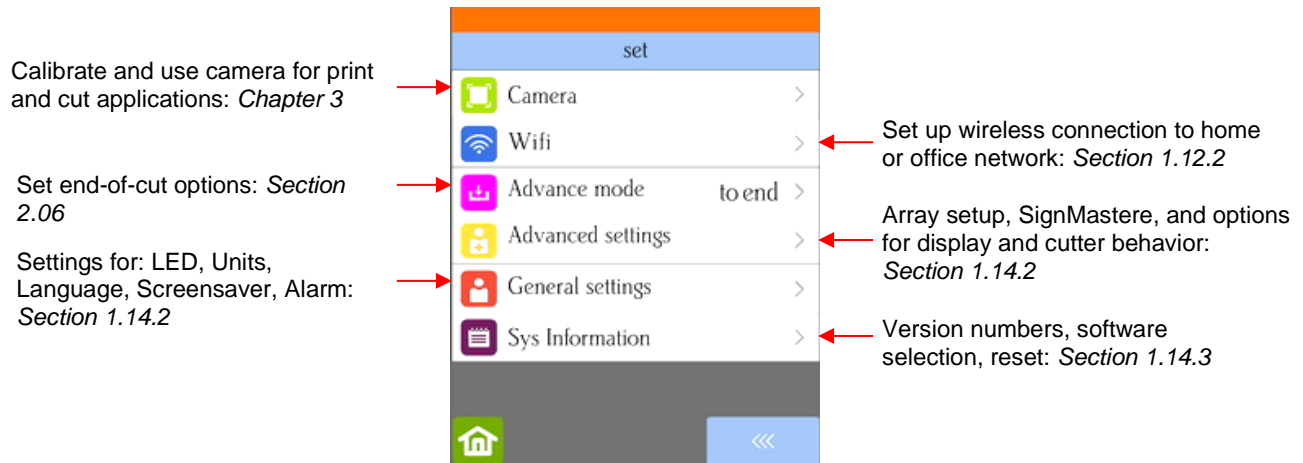 set
Calibrate and use camera for print
and cut applications: Chapter 3
Camera
Wifi
Set up wireless connection to home
or office network: Section 1.12.2
Set end-of-cut options: Section
2.06
Advance mode to end
Advanced settings
Array setup, SignMastere, and options
for display and cutter behavior:
Section 1.14.2
Settings for: LED, Units,
Language, Screensaver, Alarm:
Section 1.14.2
General settings
Sys Information
Version numbers, software
selection, reset: Section 1.14.3